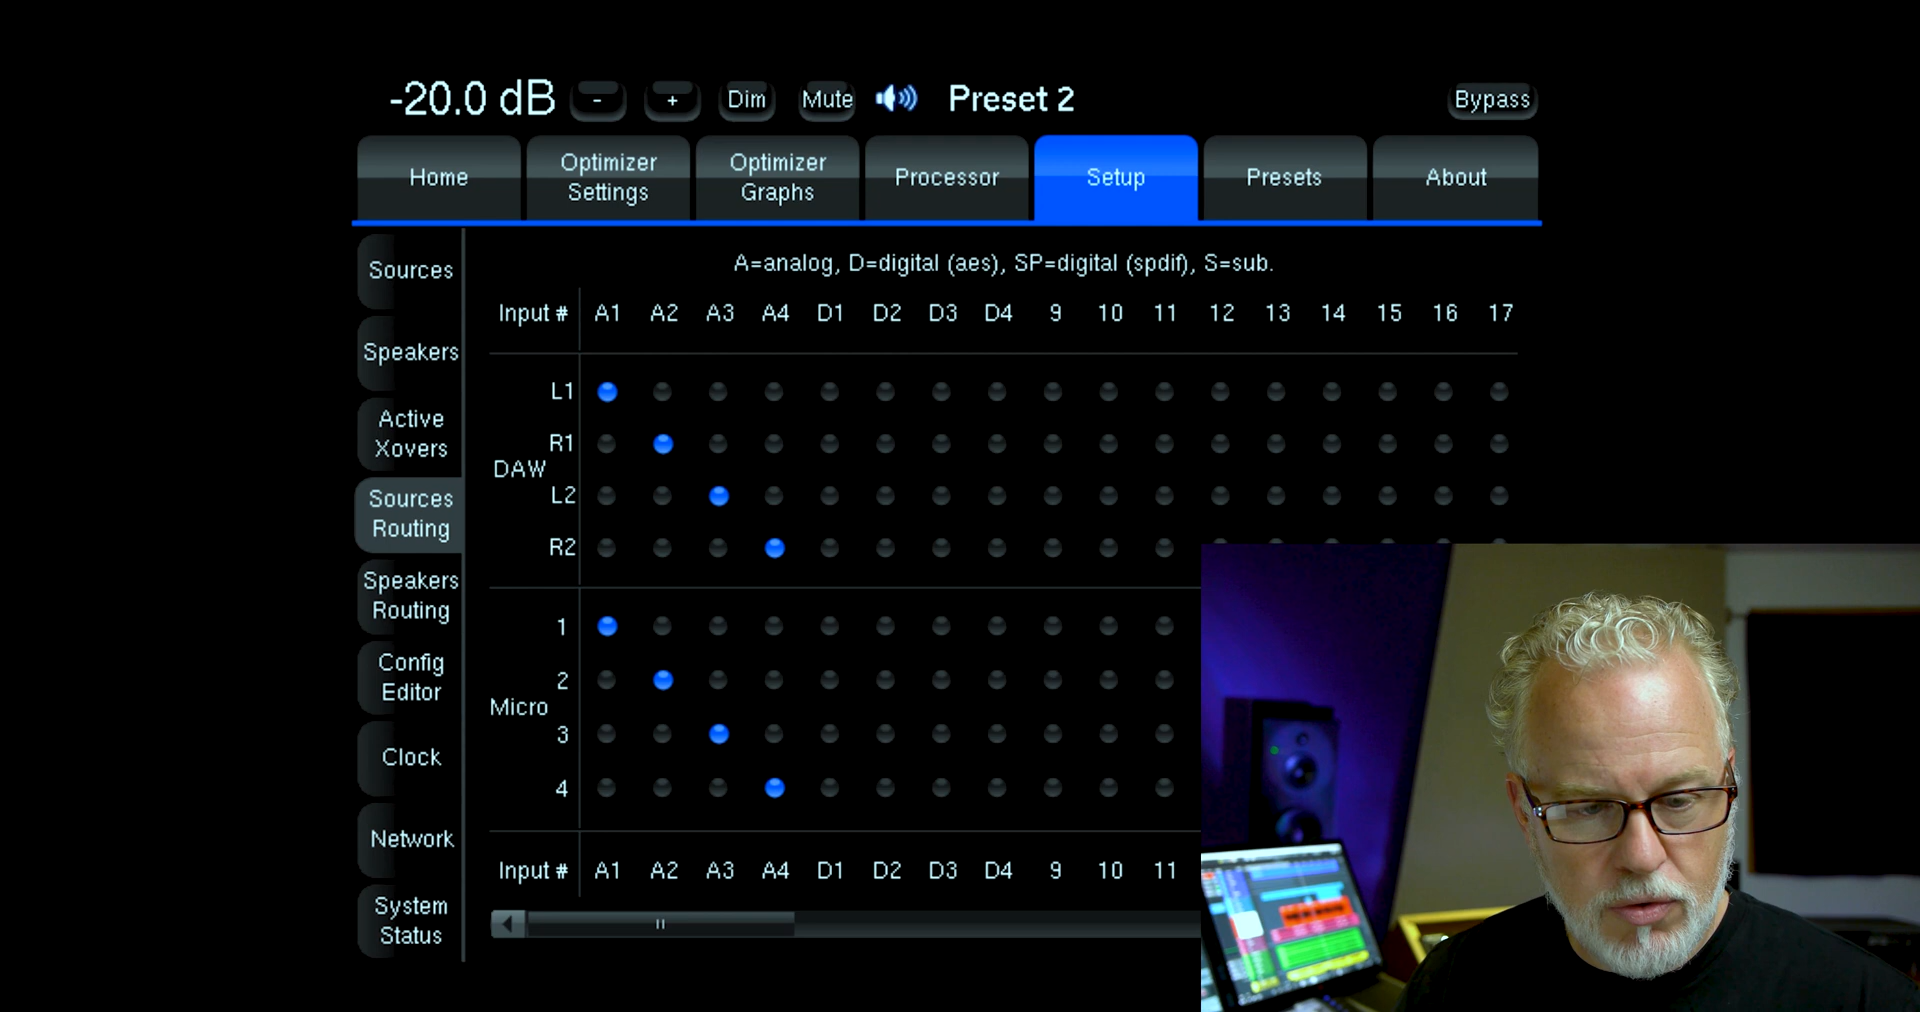 -20.0 dB - + Dim Mute Preset 2 Bypass
Home Optimizer Settings Optimizer Graphs Processor Setup Presets About
Sources
Speakers
Active
Xovers
Sources
Routing
Speakers
Routing
Config
Editor
Clock
Network
System
Status
A=analog, D=digital (aes), SP=digital (spdif), S=sub.
Input # A1 A2 A3 A4 D1 D2 D3 D4 9 10 11 12 13 14 15 16 17
L1
R1
DAW
L2
R2
1
2
Micro
3
4
Input # A1 A2 A3 A4 D1 D2 D3 D4 9 10 11